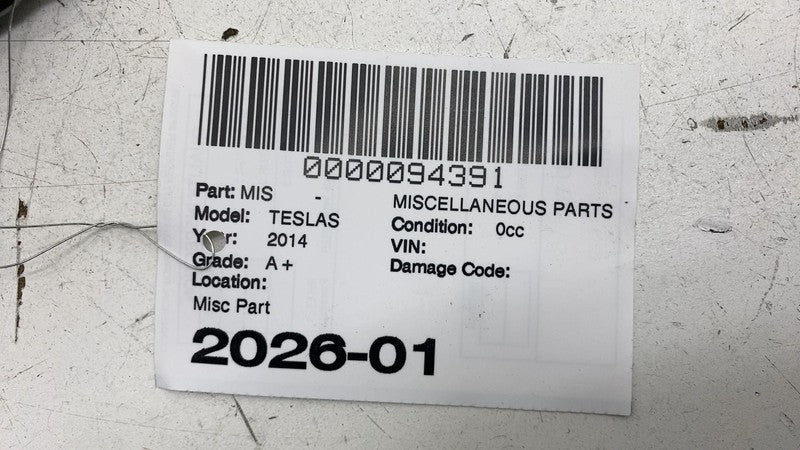 0000094391
Part: MIS - MISCELLANEOUS PARTS
Model: TESLAS Condition: 0cc
Year: 2014 VIN:
Grade: A+ Damage Code:
Location:
Misc Part
2026-01